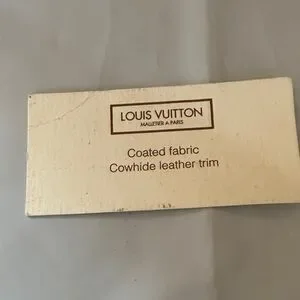 LOUIS VUITTON
MALLETIER A PARIS
Coated fabric
Cowhide leather trim